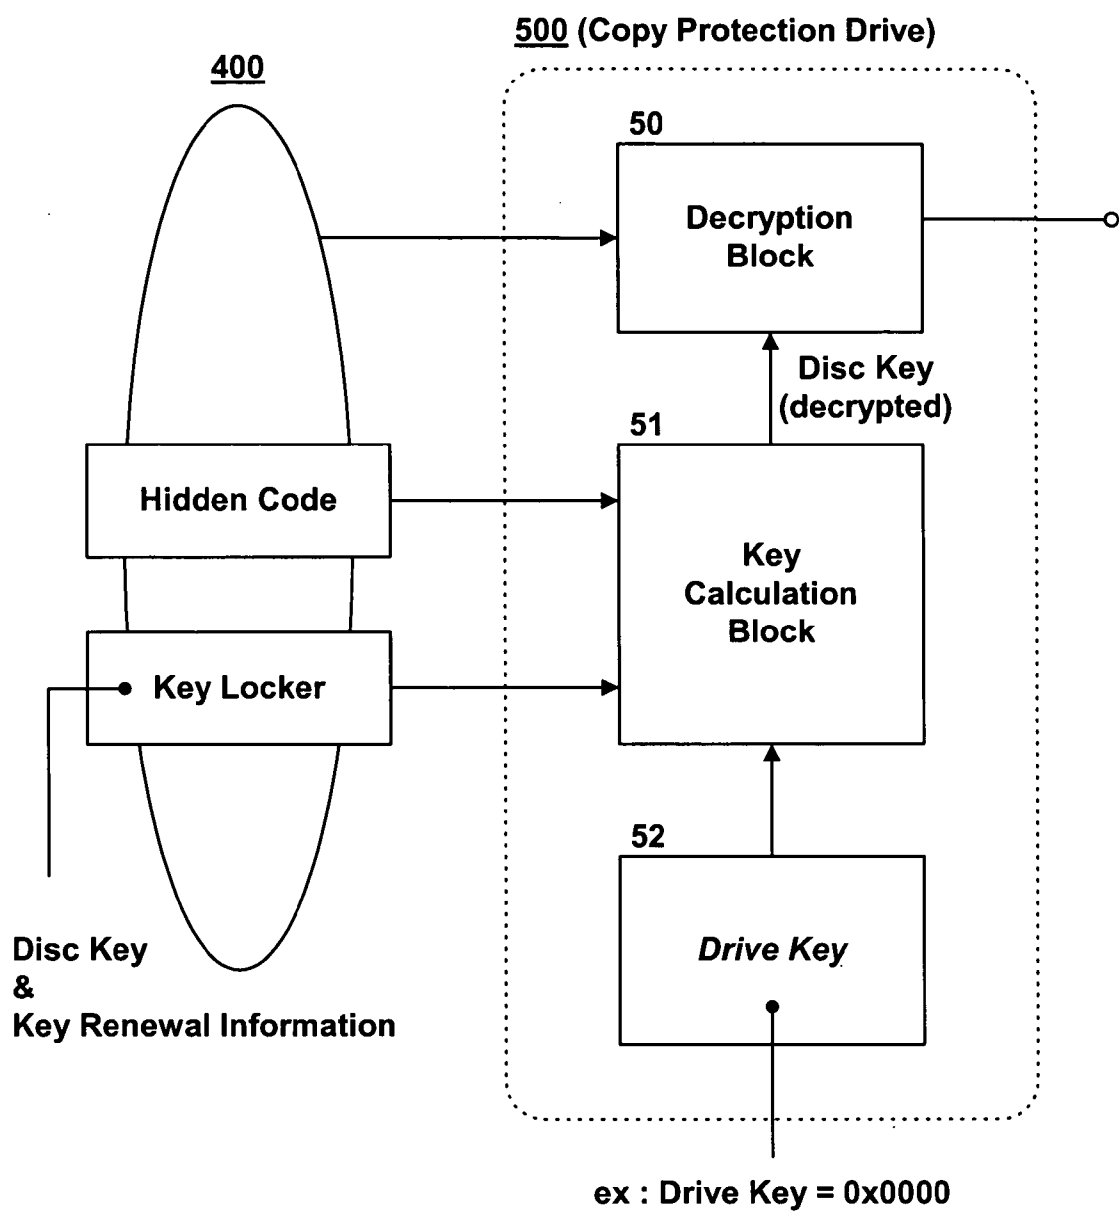 500 (Copy Protection Drive)
400
50
Decryption
Block
Disc Key
(decrypted)
51
Hidden Code
Key
Calculation
Block
Key Locker
52
Drive Key
Disc Key
&
Key Renewal Information
ex : Drive Key = 0x0000